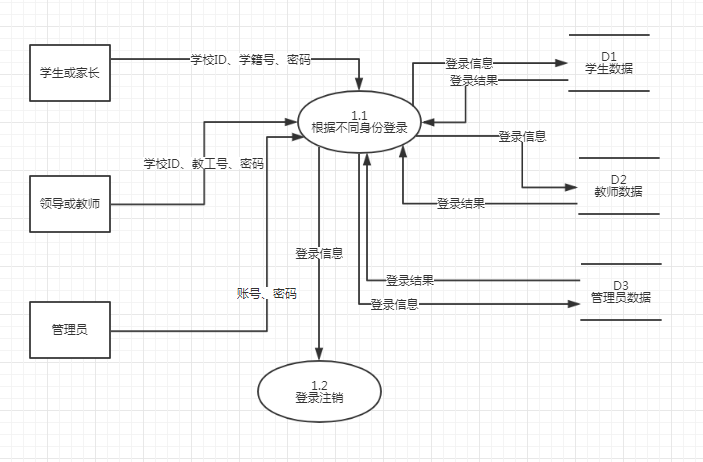 学生或家长
学校ID、学籍号、密码
登录信息
D1
学生数据
登录结果
1.1
根据不同身份登录
登录信息
学校ID、教工号、密码
D2
教师数据
领导或教师
登录结果
登录信息
登录结果
D3
管理员数据
账号、密码
登录信息
管理员
1.2
登录注销